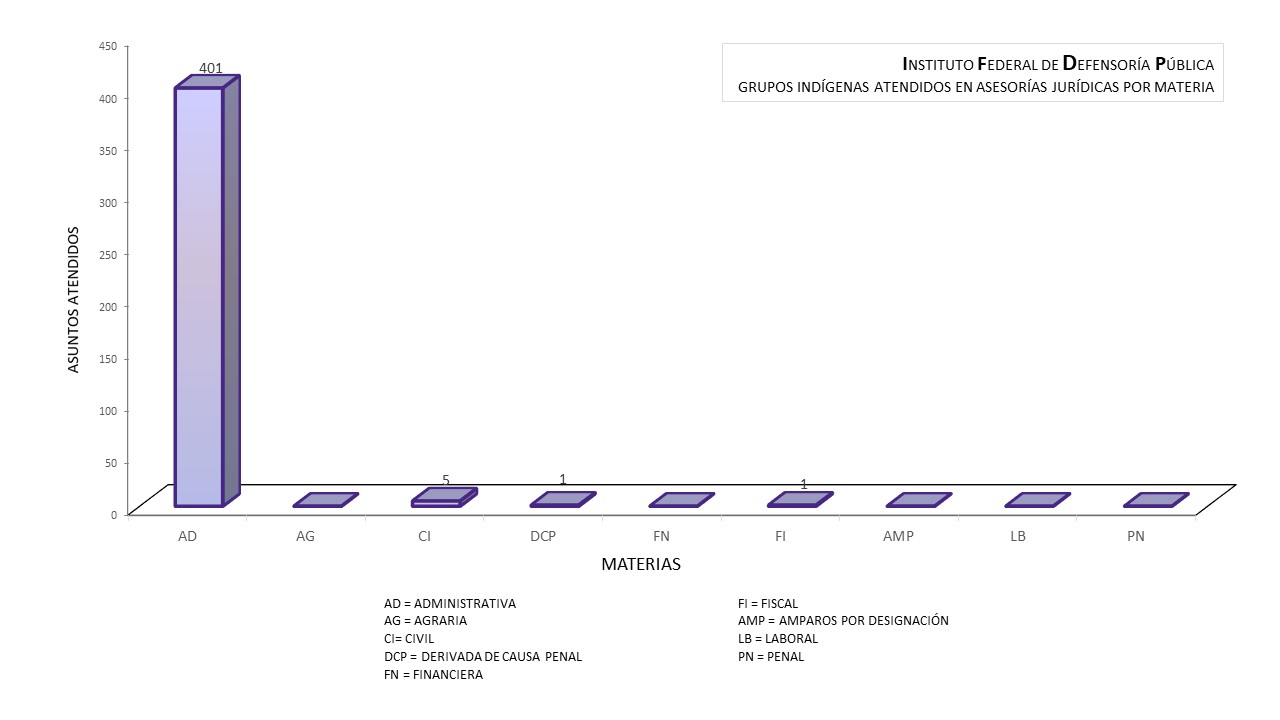 INSTITUTO FEDERAL DE DEFENSORÍA PÚBLICA
GRUPOS INDÍGENAS ATENDIDOS EN ASESORÍAS JURÍDICAS POR MATERIA
ASUNTOS ATENDIDOS
450
400
350
300
250
200
150
100
50
0
401
5
1
1
AD AG CI DCP FN FI AMP LB PN
MATERIAS
AD = ADMINISTRATIVA
AG = AGRARIA
CI= CIVIL
DCP = DERIVADA DE CAUSA PENAL
FN = FINANCIERA
FI = FISCAL
AMP = AMPAROS POR DESIGNACIÓN
LB = LABORAL
PN = PENAL